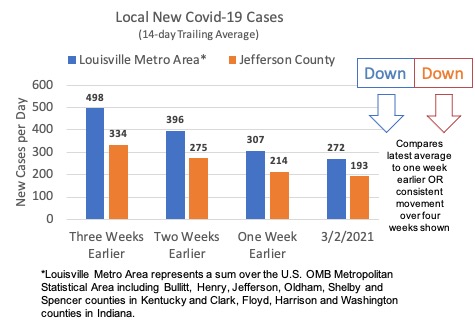 Local New Covid-19 Cases
(14-day Trailing Average)
Louisville Metro Area* Jefferson County
Down Down
New Cases per Day
600
500
400
300
200
100
0
498
334
396
275
307
214
272
193
Three Weeks
Earlier
Two Weeks
Earlier
One Week
Earlier
3/2/2021
Compares
latest average
to one week
earlier OR
consistent
movement
over four
weeks shown
*Louisville Metro Area represents a sum over the U.S. OMB Metropolitan
Statistical Area including Bullitt, Henry, Jefferson, Oldham, Shelby and
Spencer counties in Kentucky and Clark, Floyd, Harrison and Washington
counties in Indiana.